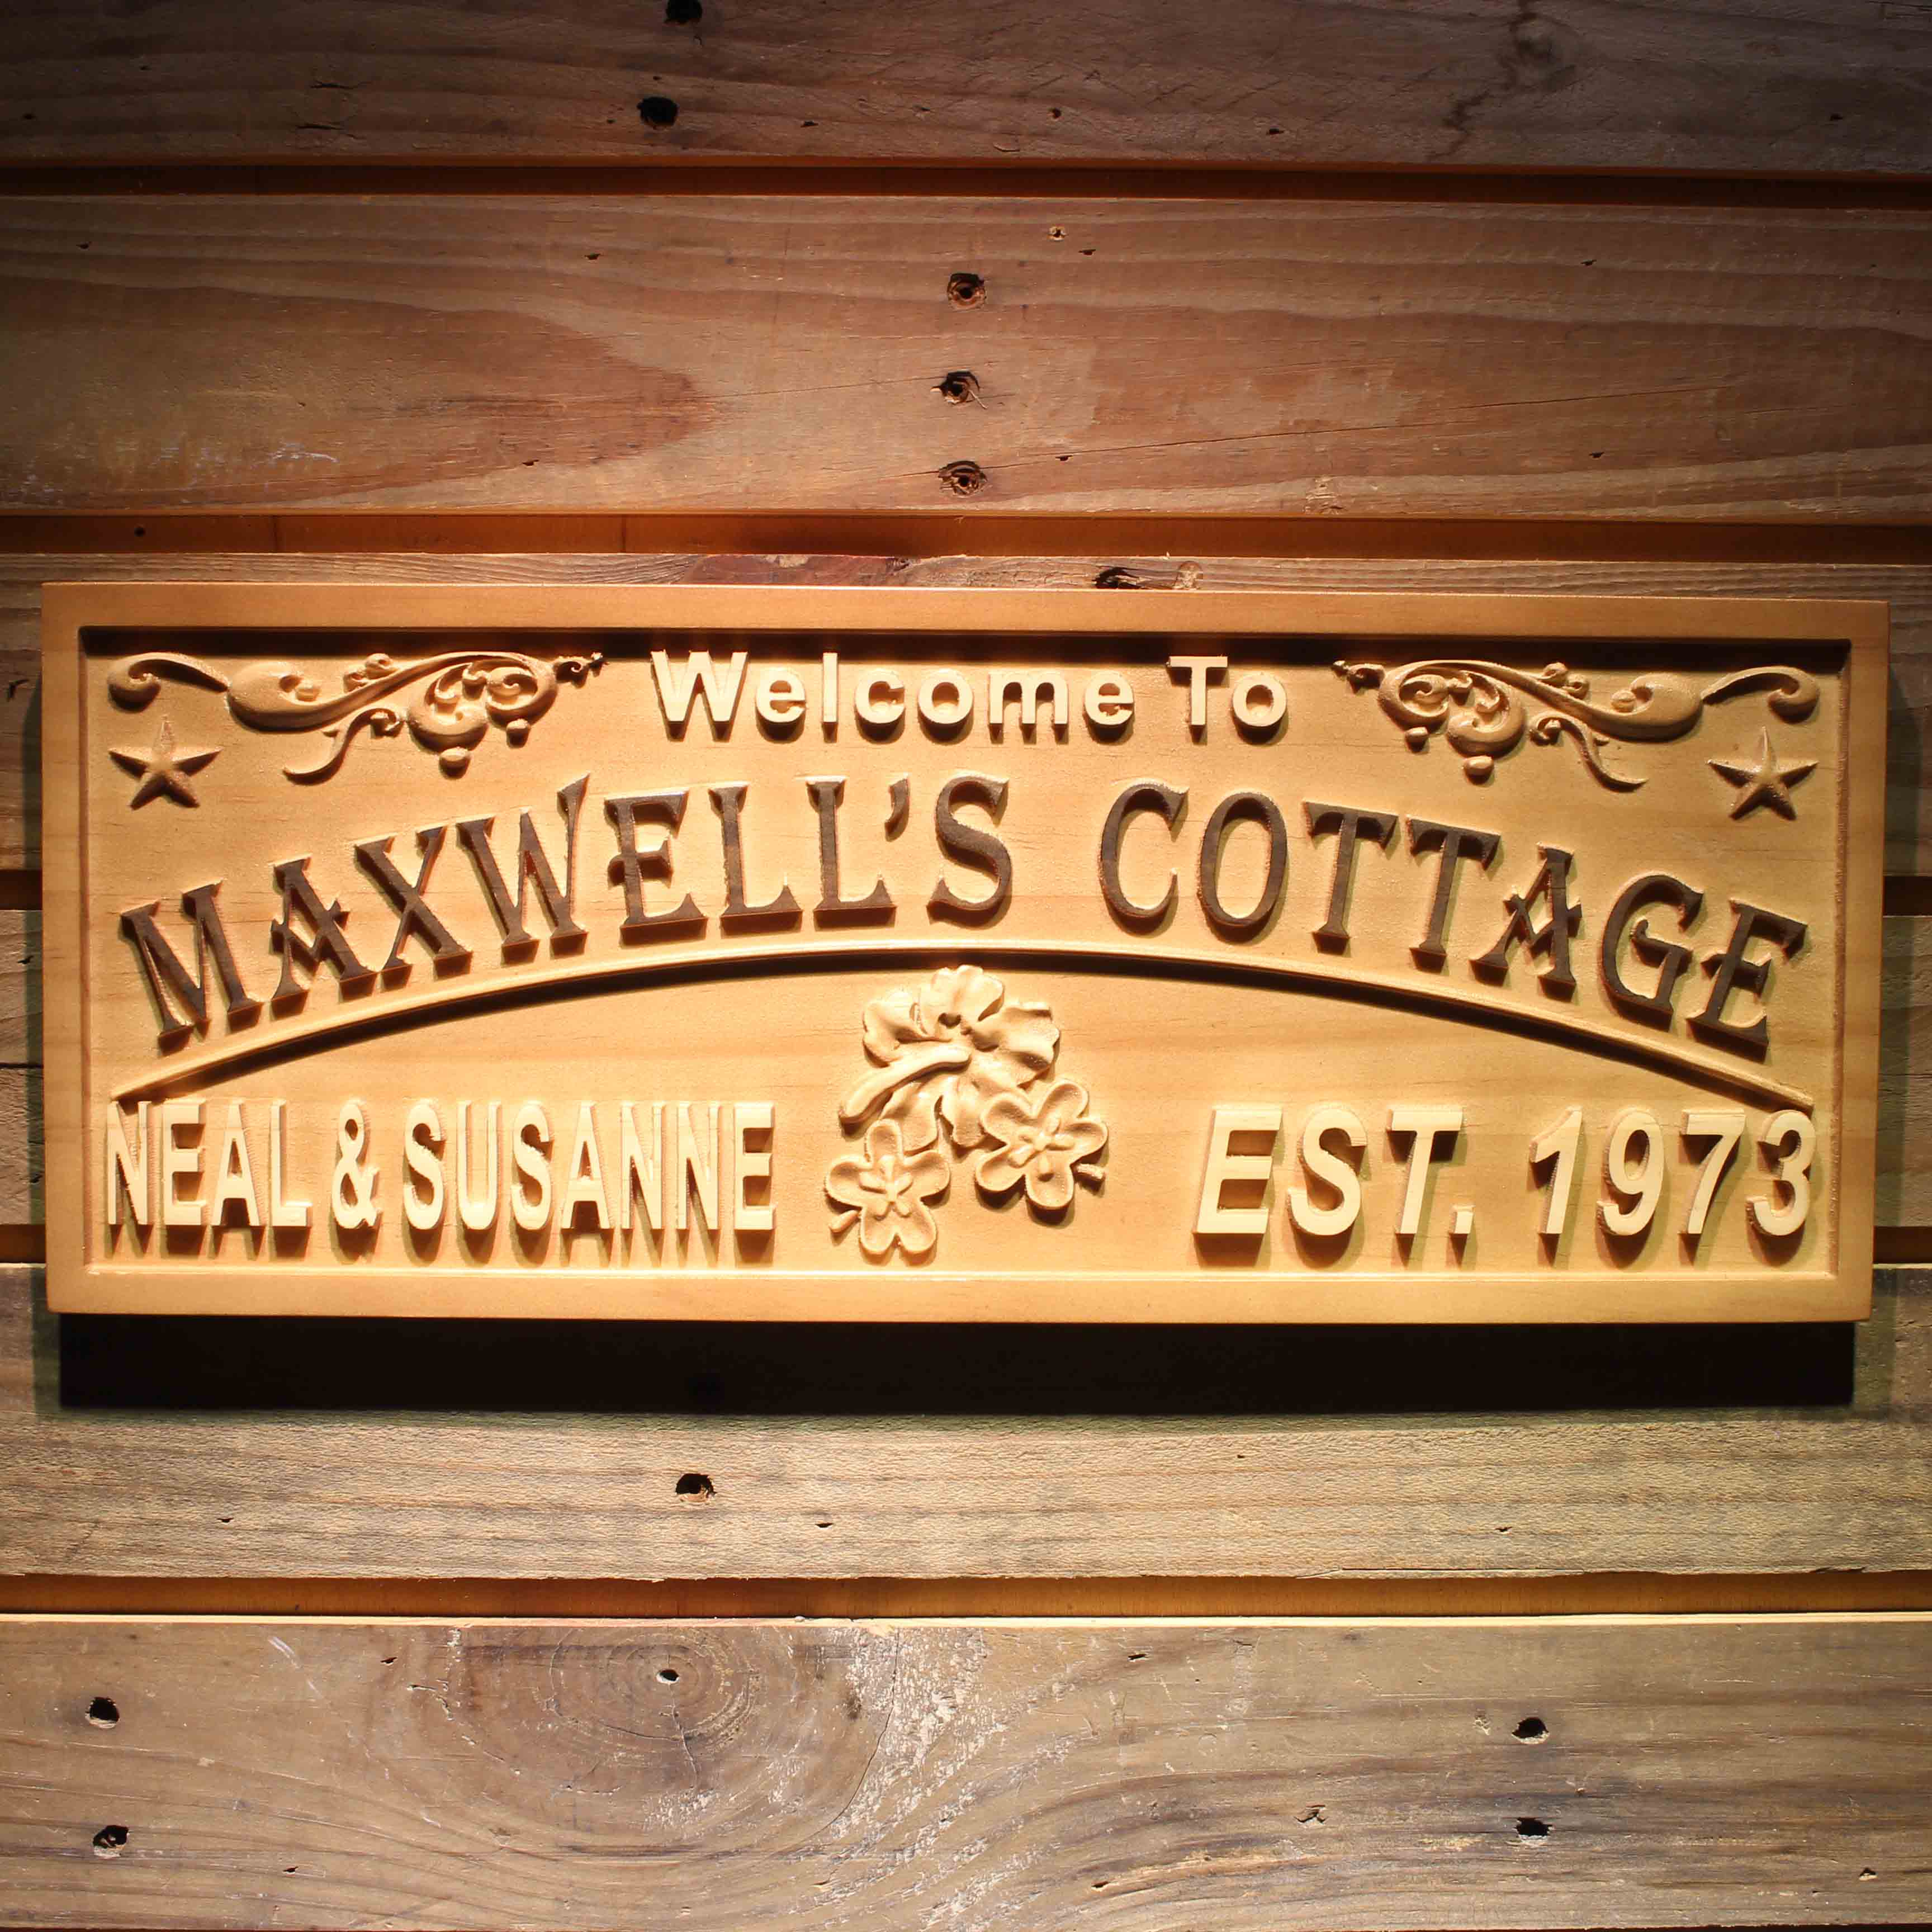 Welcome To
MAXWELL'S COTTAGE
NEAL & SUSANNE EST. 1973